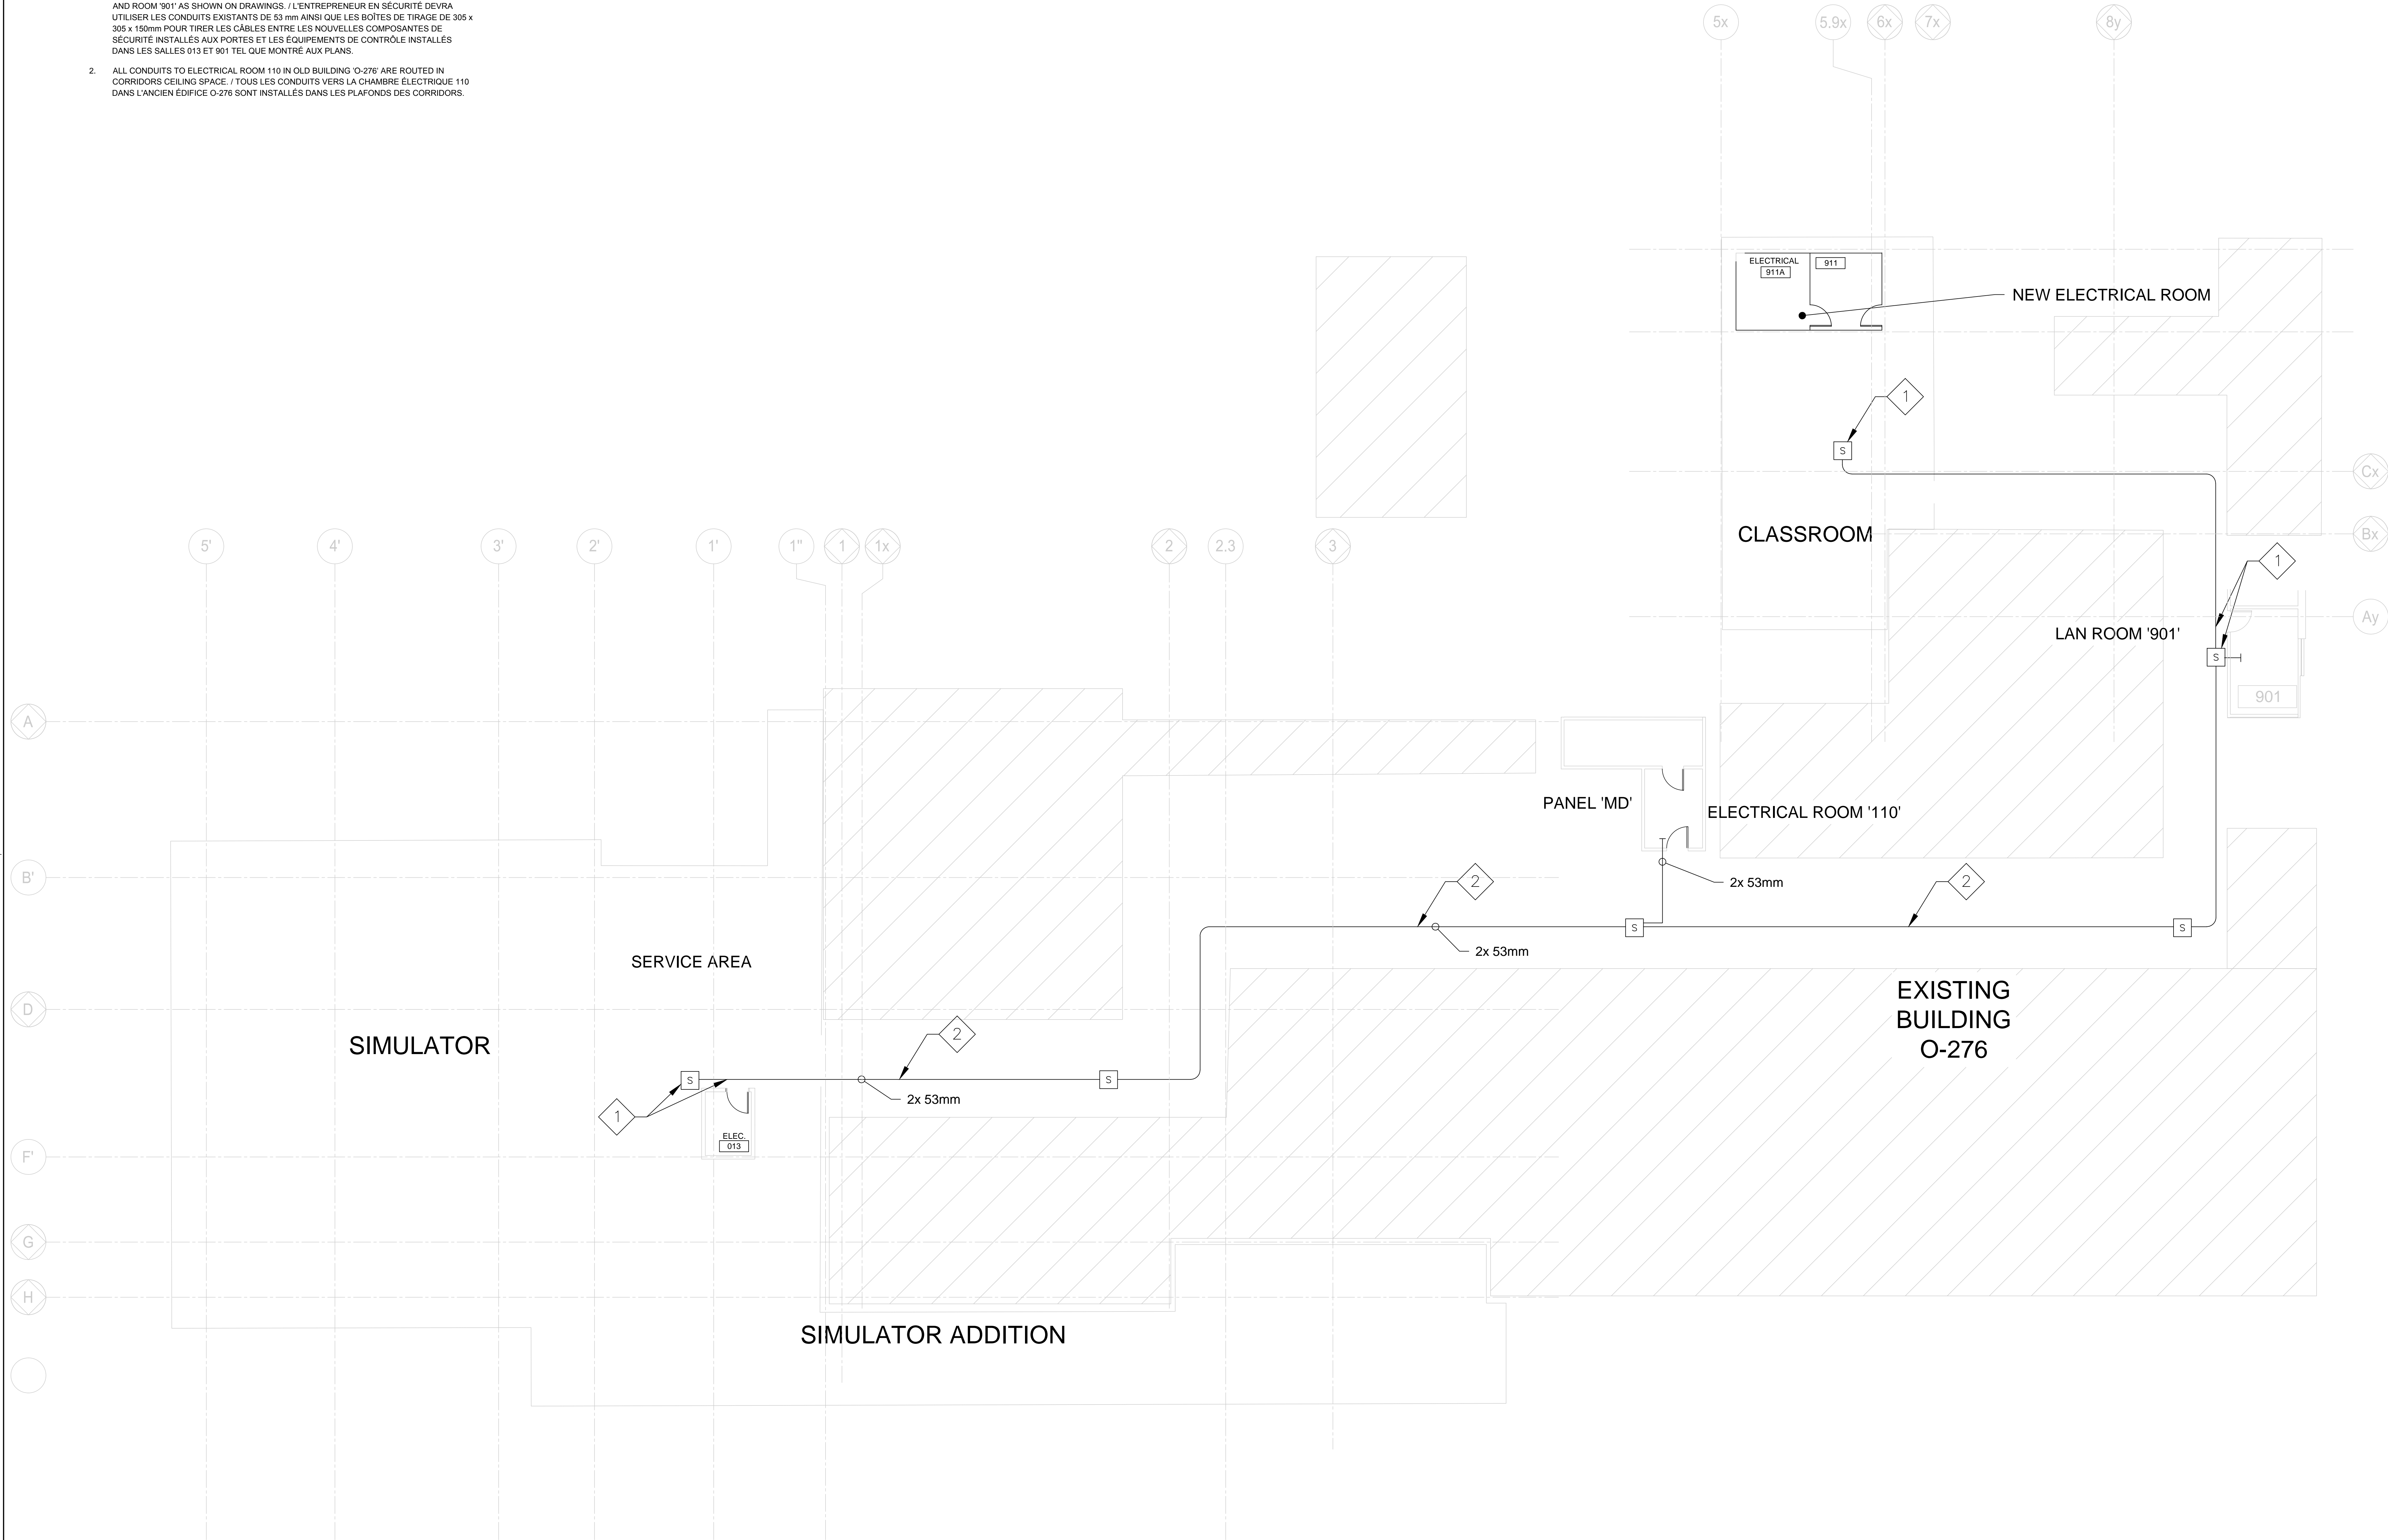 AND ROOM '901' AS SHOWN ON DRAWINGS. / L'ENTREPRENEUR EN SÉCURITÉ DEVRA
UTILISER LES CONDUITS EXISTANTS DE 53 mm AINSI QUE LES BOÎTES DE TIRAGE DE 305 x
305 x 150mm POUR TIRER LES CÂBLES ENTRE LES NOUVELLES COMPOSANTES DE
SÉCURITÉ INSTALLÉS AUX PORTES ET LES ÉQUIPEMENTS DE CONTRÔLE INSTALLÉS
DANS LES SALLES 013 ET 901 TEL QUE MONTRÉ AUX PLANS.
2. ALL CONDUITS TO ELECTRICAL ROOM 110 IN OLD BUILDING 'O-276' ARE ROUTED IN
CORRIDORS CEILING SPACE. / TOUS LES CONDUITS VERS LA CHAMBRE ÉLECTRIQUE 110
DANS L'ANCIEN ÉDIFICE O-276 SONT INSTALLÉS DANS LES PLAFONDS DES CORRIDORS.
5x 5.9x 6x 7x 8y
ELECTRICAL
911A
911
NEW ELECTRICAL ROOM
1
S
Cx
CLASSROOM
Bx
5' 4' 3' 2' 1' 1" 1 1x 2 2.3 3
1
Ay
LAN ROOM '901'
S
901
A
PANEL 'MD'
ELECTRICAL ROOM '110'
B'
2
2x 53mm
2
S
S
2x 53mm
SERVICE AREA
EXISTING
BUILDING
O-276
D
2
SIMULATOR
S
S
2x 53mm
1
ELEC.
013
F'
G
H
SIMULATOR ADDITION